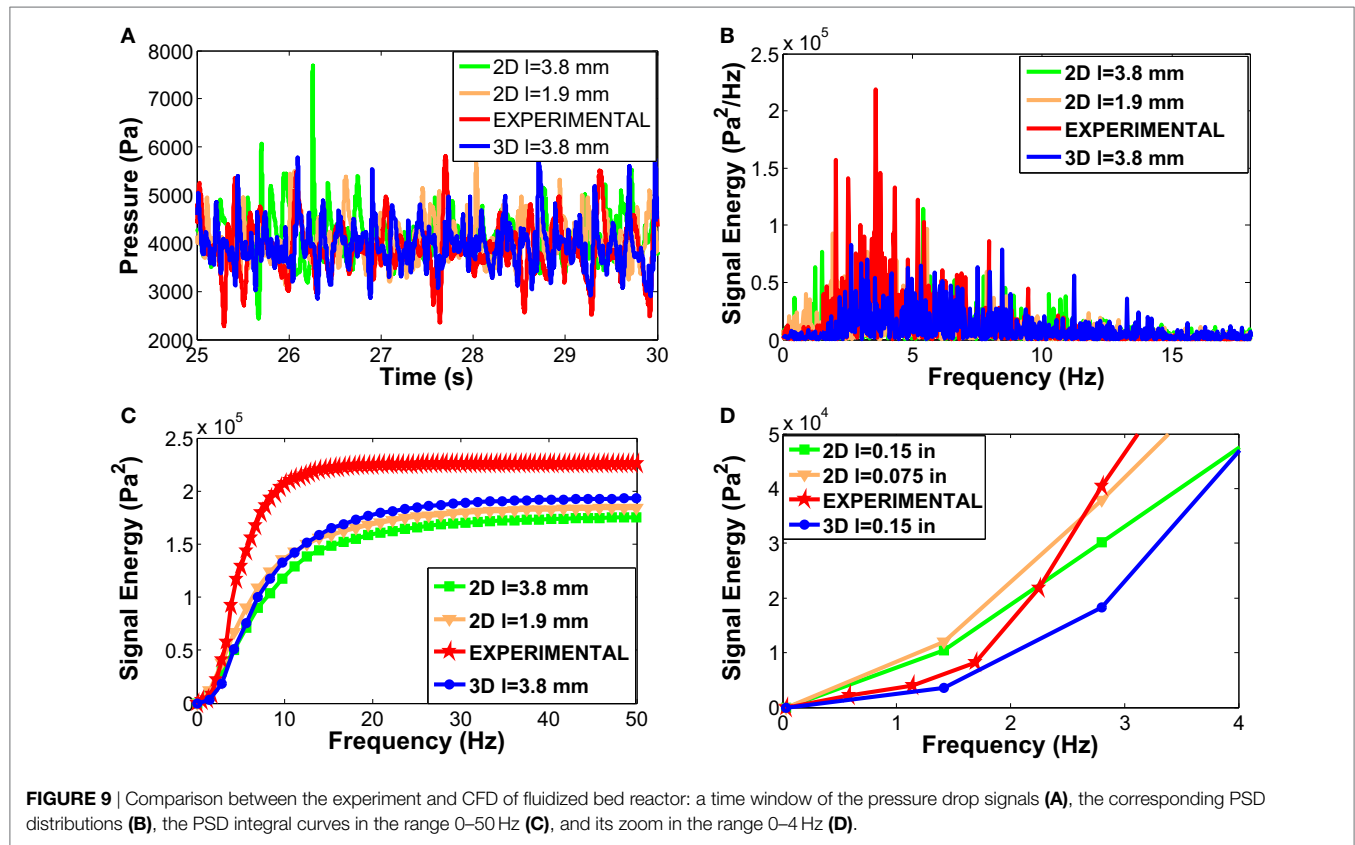 A
8000
7000
6000
5000
4000
3000
2000
Pressure (Pa)
25 26 27 28 29 30
Time (s)
2D l=3.8 mm
2D l=1.9 mm
EXPERIMENTAL
3D l=3.8 mm
B
x 10^5
2.5
2
1.5
1
0.5
0
Signal Energy (Pa²/Hz)
0 5 10 15
Frequency (Hz)
2D l=3.8 mm
2D l=1.9 mm
EXPERIMENTAL
3D l=3.8 mm
C
x 10^5
2.5
2
1.5
1
0.5
0
Signal Energy (Pa²)
0 10 20 30 40 50
Frequency (Hz)
2D l=3.8 mm
2D l=1.9 mm
EXPERIMENTAL
3D l=3.8 mm
D
x 10^4
5
4
3
2
1
0
Signal Energy (Pa²)
0 1 2 3 4
Frequency (Hz)
2D l=0.15 in
2D l=0.075 in
EXPERIMENTAL
3D l=0.15 in
FIGURE 9 | Comparison between the experiment and CFD of fluidized bed reactor: a time window of the pressure drop signals (A), the corresponding PSD
distributions (B), the PSD integral curves in the range 0–50 Hz (C), and its zoom in the range 0–4 Hz (D).